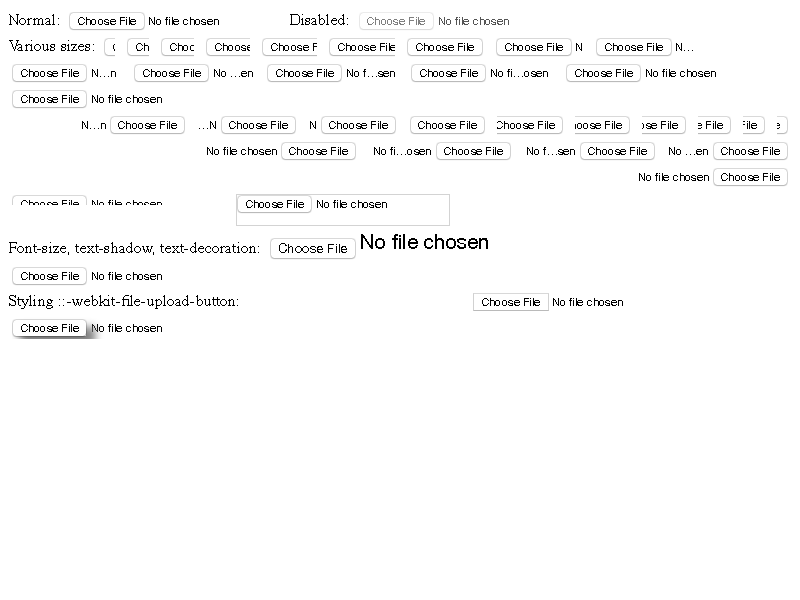 Normal: Choose File No file chosen Disabled: Choose File No file chosen
Various sizes: Ch Choo Choose Choose F Choose File Choose File Choose File N Choose File N...
Choose File N...n Choose File No ...en Choose File No f...sen Choose File No fi...osen Choose File No file chosen
Choose File No file chosen
N...n Choose File ...N Choose File N Choose File Choose File Choose File oose File se File e File File e
No file chosen Choose File No fi...osen Choose File No f...sen Choose File No ...en Choose File
No file chosen Choose File
Choose File No file chosen Choose File No file chosen
Font-size, text-shadow, text-decoration: Choose File No file chosen
Choose File No file chosen
Styling ::-webkit-file-upload-button: Choose File No file chosen
Choose File No file chosen